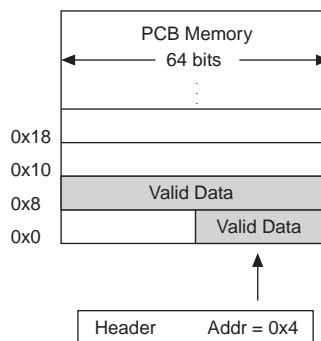 PCB Memory
64 bits
0x18
0x10
Valid Data
0x8
Valid Data
0x0
Header Addr = 0x4